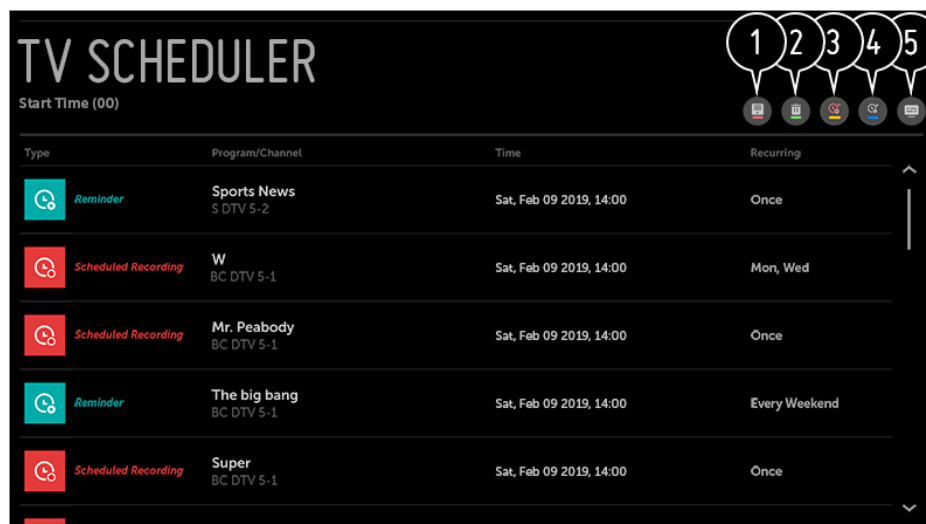 TV SCHEDULER
Start Time (00)
1 2 3 4 5
Type Program/Channel Time Recurring
Reminder Sports News Sat, Feb 09 2019, 14:00 Once
S DTV 5-2
Scheduled Recording W Sat, Feb 09 2019, 14:00 Mon, Wed
BC DTV 5-1
Scheduled Recording Mr. Peabody Sat, Feb 09 2019, 14:00 Once
BC DTV 5-1
Reminder The big bang Sat, Feb 09 2019, 14:00 Every Weekend
BC DTV 5-1
Scheduled Recording Super Sat, Feb 09 2019, 14:00 Once
BC DTV 5-1